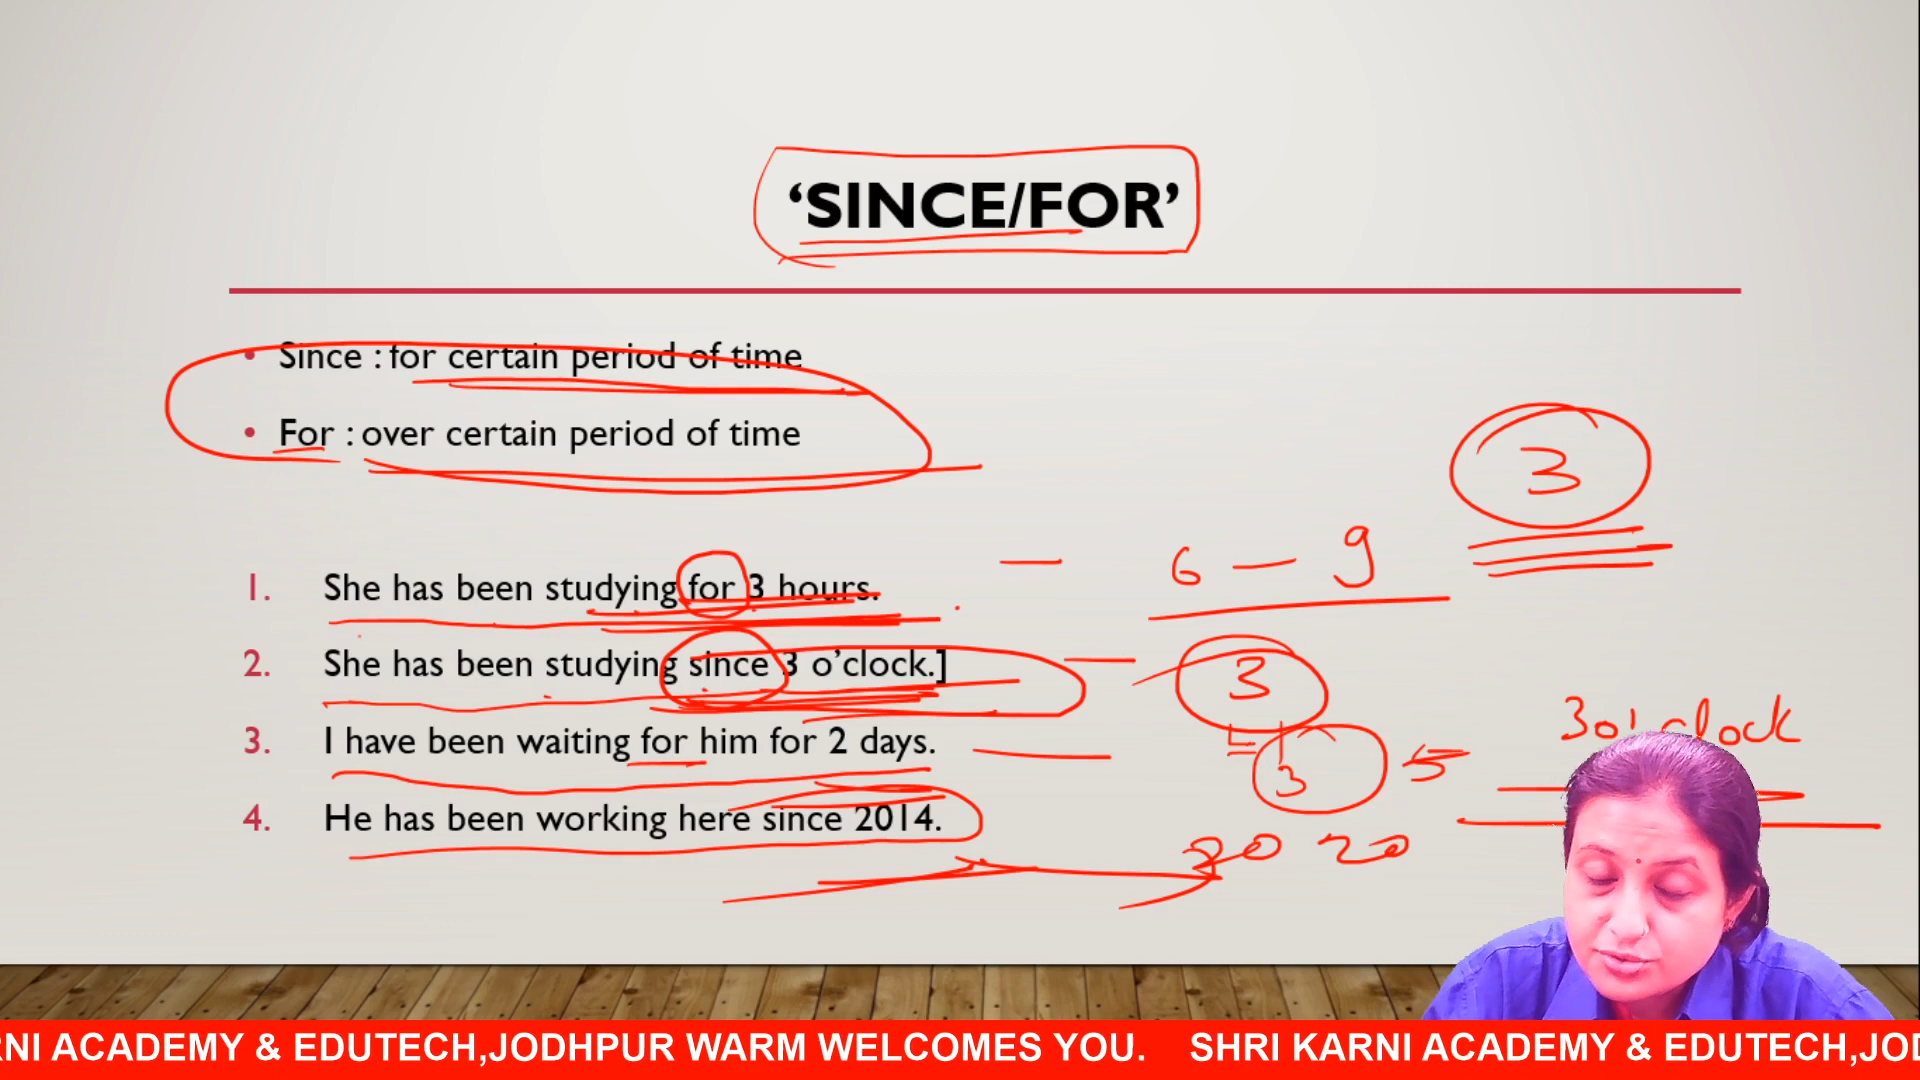 ‘SINCE/FOR’
• Since : for certain period of time
• For : over certain period of time
3
1. She has been studying for 3 hours. — 6 — 9
2. She has been studying since 3 o’clock.] — 3
3 o'clock
3. I have been waiting for him for 2 days. —
3 5
4. He has been working here since 2014.
20 20
RNI ACADEMY & EDUTECH,JODHPUR WARM WELCOMES YOU. SHRI KARNI ACADEMY & EDUTECH,JOD